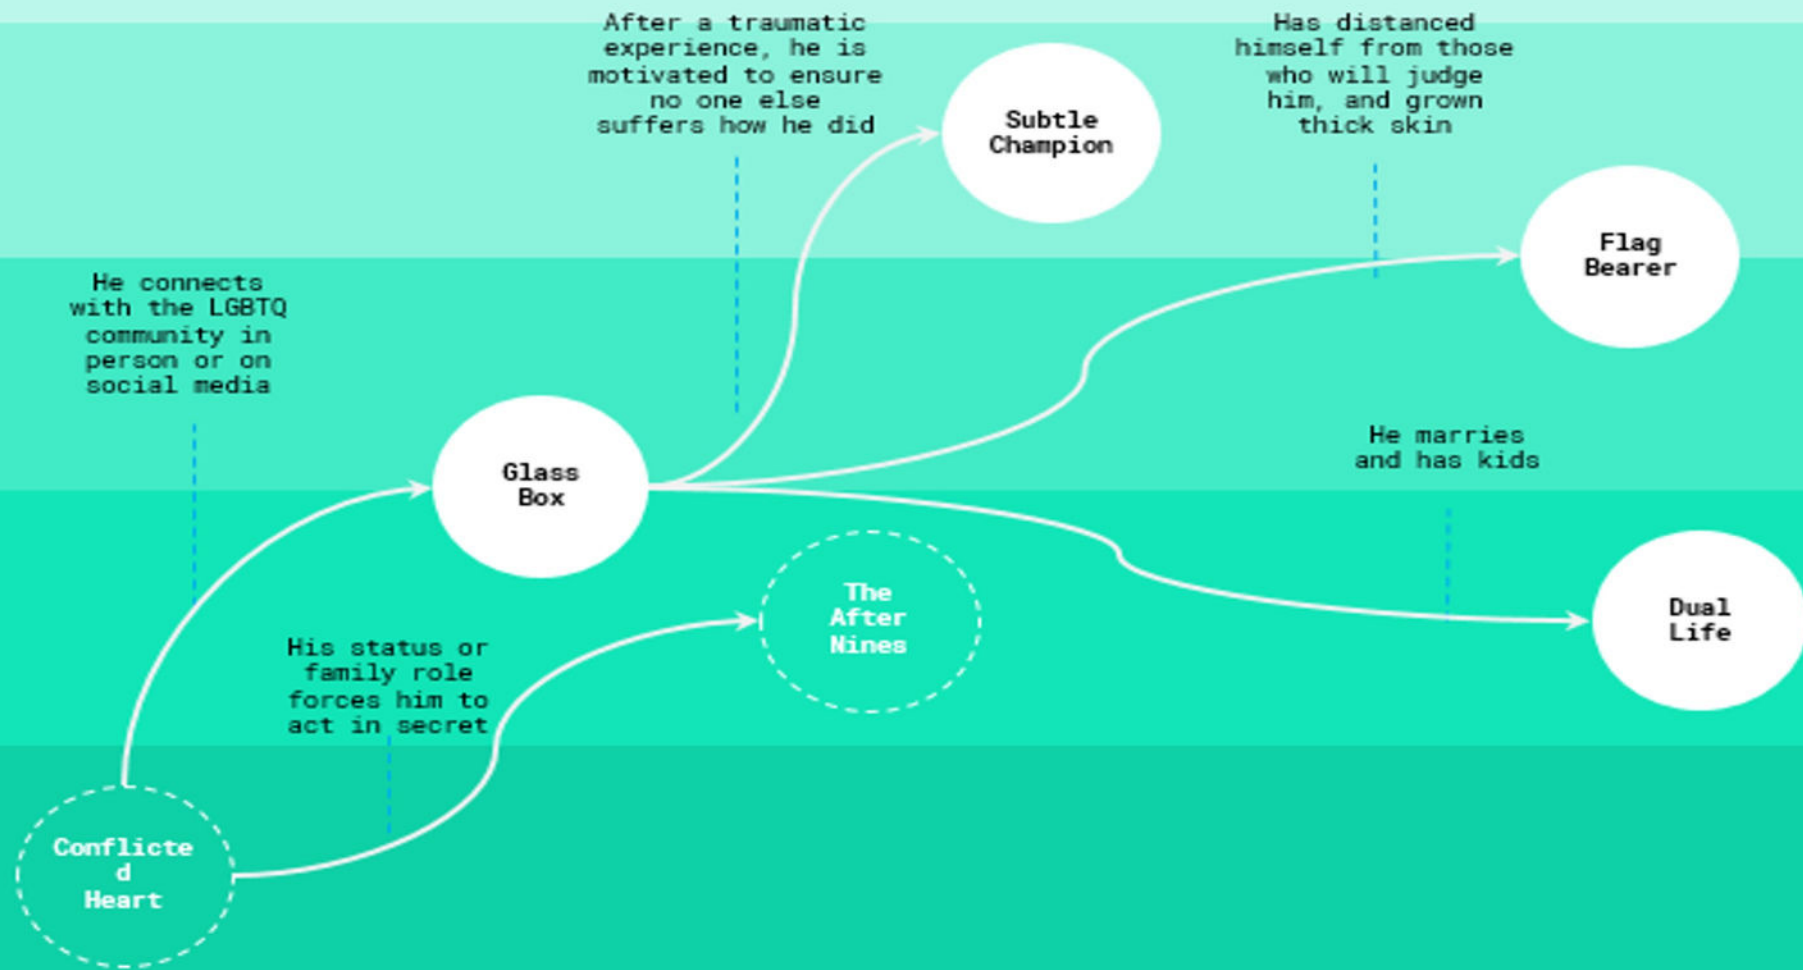 After a traumatic
experience, he is
motivated to ensure
no one else
suffers how he did
Subtle
Champion
Has distanced
himself from those
who will judge
him, and grown
thick skin
Flag
Bearer
He connects
with the LGBTQ
community in
person or on
social media
Glass
Box
He marries
and has kids
The
After
Nines
Dual
Life
His status or
family role
forces him to
act in secret
Conflicte
d
Heart